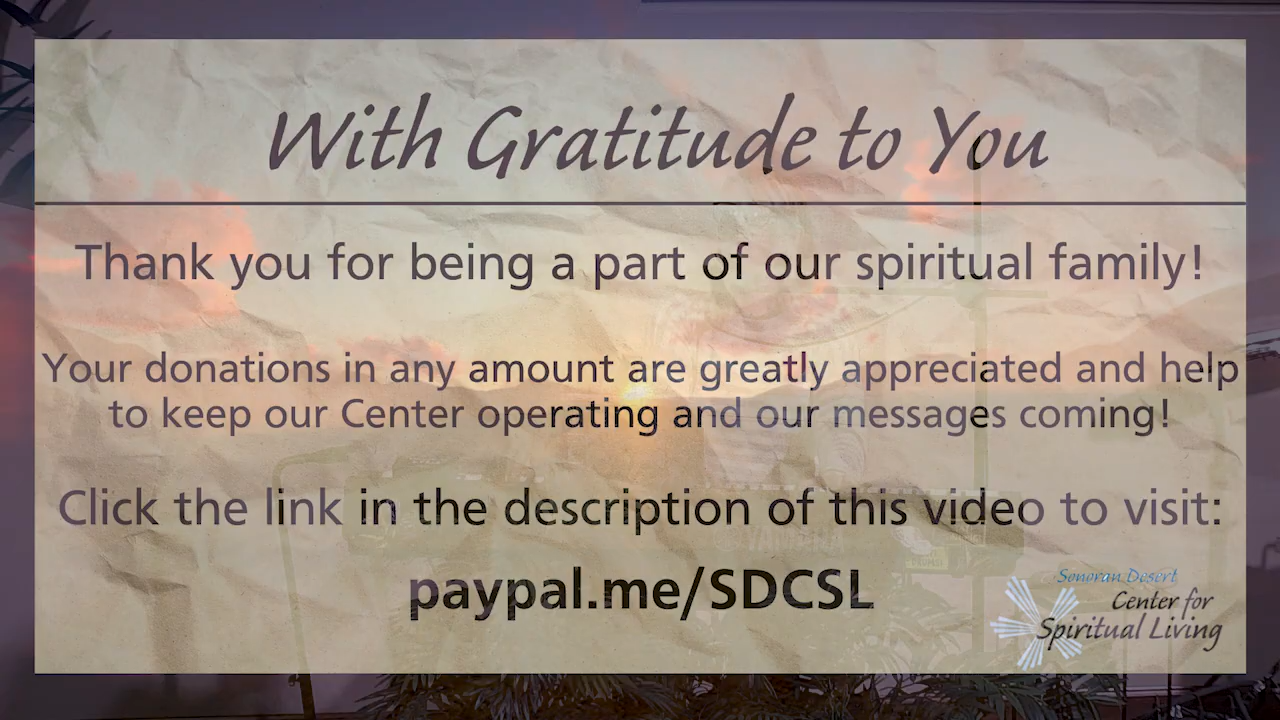 With Gratitude to You
Thank you for being a part of our spiritual family!
Your donations in any amount are greatly appreciated and help
to keep our Center operating and our messages coming!
Click the link in the description of this video to visit:
paypal.me/SDCSL
YAMAHA
Sonoran Desert
Center for
Spiritual Living